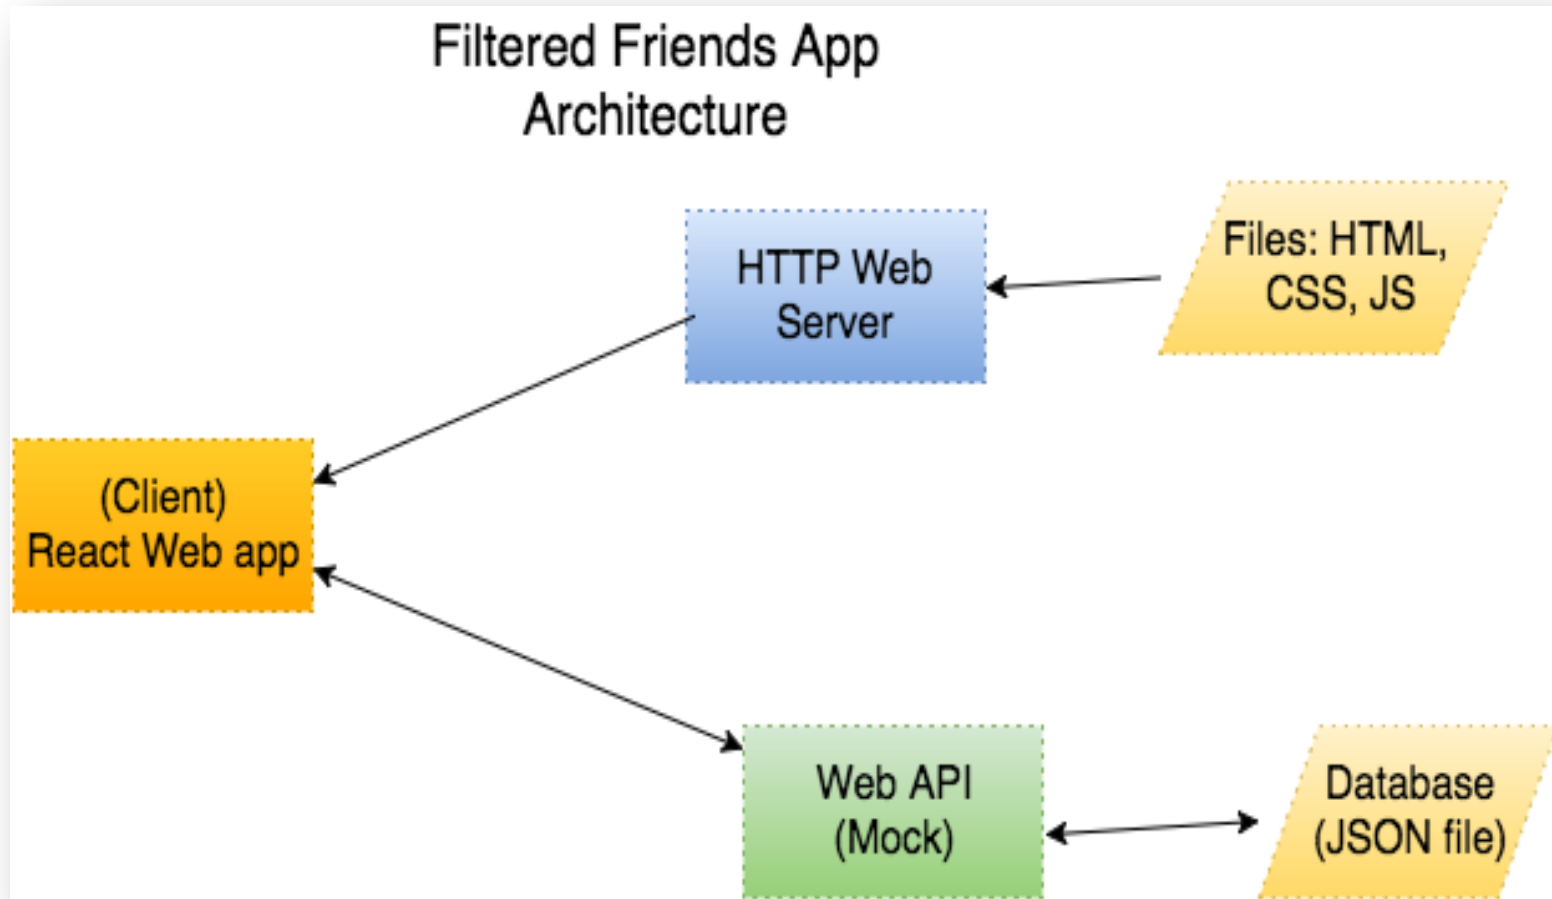 Filtered Friends App
Architecture
HTTP Web
Server
Files: HTML,
CSS, JS
(Client)
React Web app
Web API
(Mock)
Database
(JSON file)